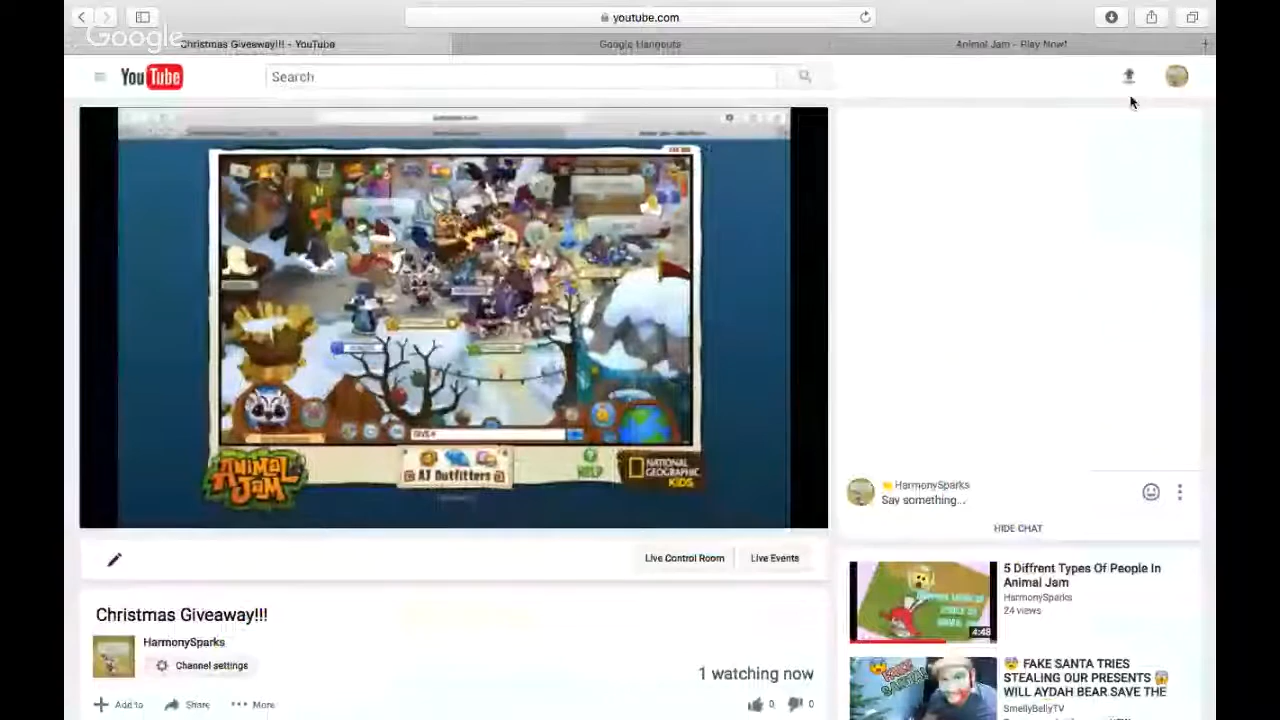 youtube.com
Google
Christmas Giveaway!!! - YouTube
Google Hangouts
Animal Jam - Play Now!
YouTube
Search
GIVE
ANIMAL JAM
AJ Outfitters
HELP
NATIONAL GEOGRAPHIC KIDS
HarmonySparks
Say something...
HIDE CHAT
Live Control Room
Live Events
Christmas Giveaway!!!
HarmonySparks
Channel settings
1 watching now
Add to
Share
More
0
0
5 Diffrent Types Of People In
Animal Jam
HarmonySparks
24 views
4:48
FAKE SANTA TRIES
STEALING OUR PRESENTS
WILL AYDAH BEAR SAVE THE
SmellyBellyTV